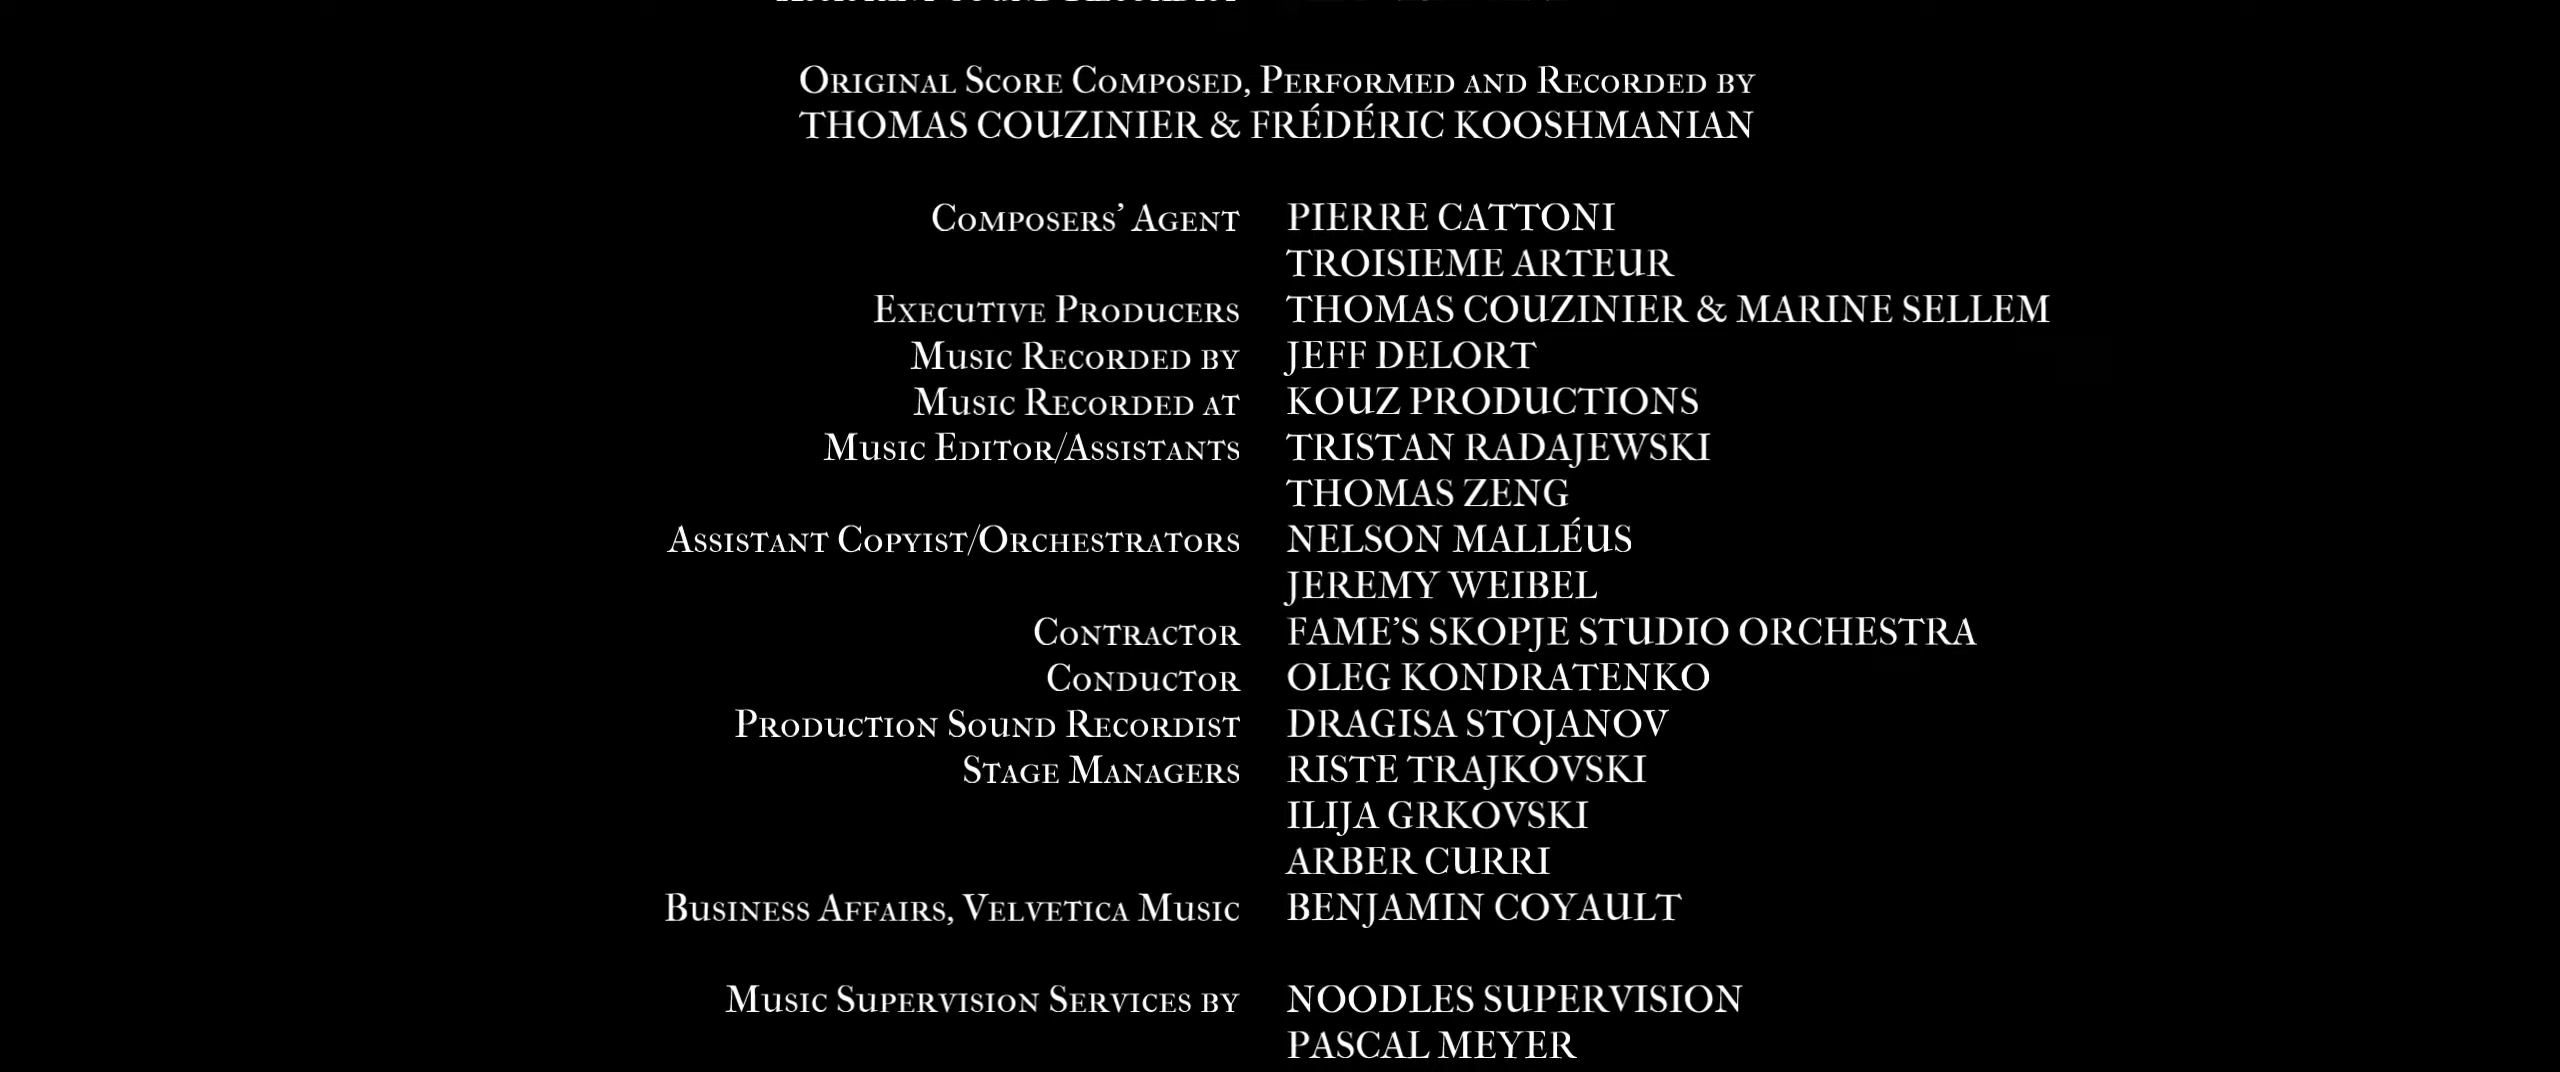 Original Score Composed, Performed and Recorded by
THOMAS COUZINIER & FRÉDÉRIC KOOSHMANIAN
Composers' Agent PIERRE CATTONI
TROISIEME ARTEUR
Executive Producers THOMAS COUZINIER & MARINE SELLEM
Music Recorded by JEFF DELORT
Music Recorded at KOUZ PRODUCTIONS
Music Editor/Assistants TRISTAN RADAJEWSKI
THOMAS ZENG
Assistant Copyist/Orchestrators NELSON MALLÉUS
JEREMY WEIBEL
Contractor FAME'S SKOPJE STUDIO ORCHESTRA
Conductor OLEG KONDRATENKO
Production Sound Recordist DRAGISA STOJANOV
Stage Managers RISTE TRAJKOVSKI
ILIJA GRKOVSKI
ARBER CURRI
Business Affairs, Velvetica Music BENJAMIN COYAULT
Music Supervision Services by NOODLES SUPERVISION
PASCAL MEYER